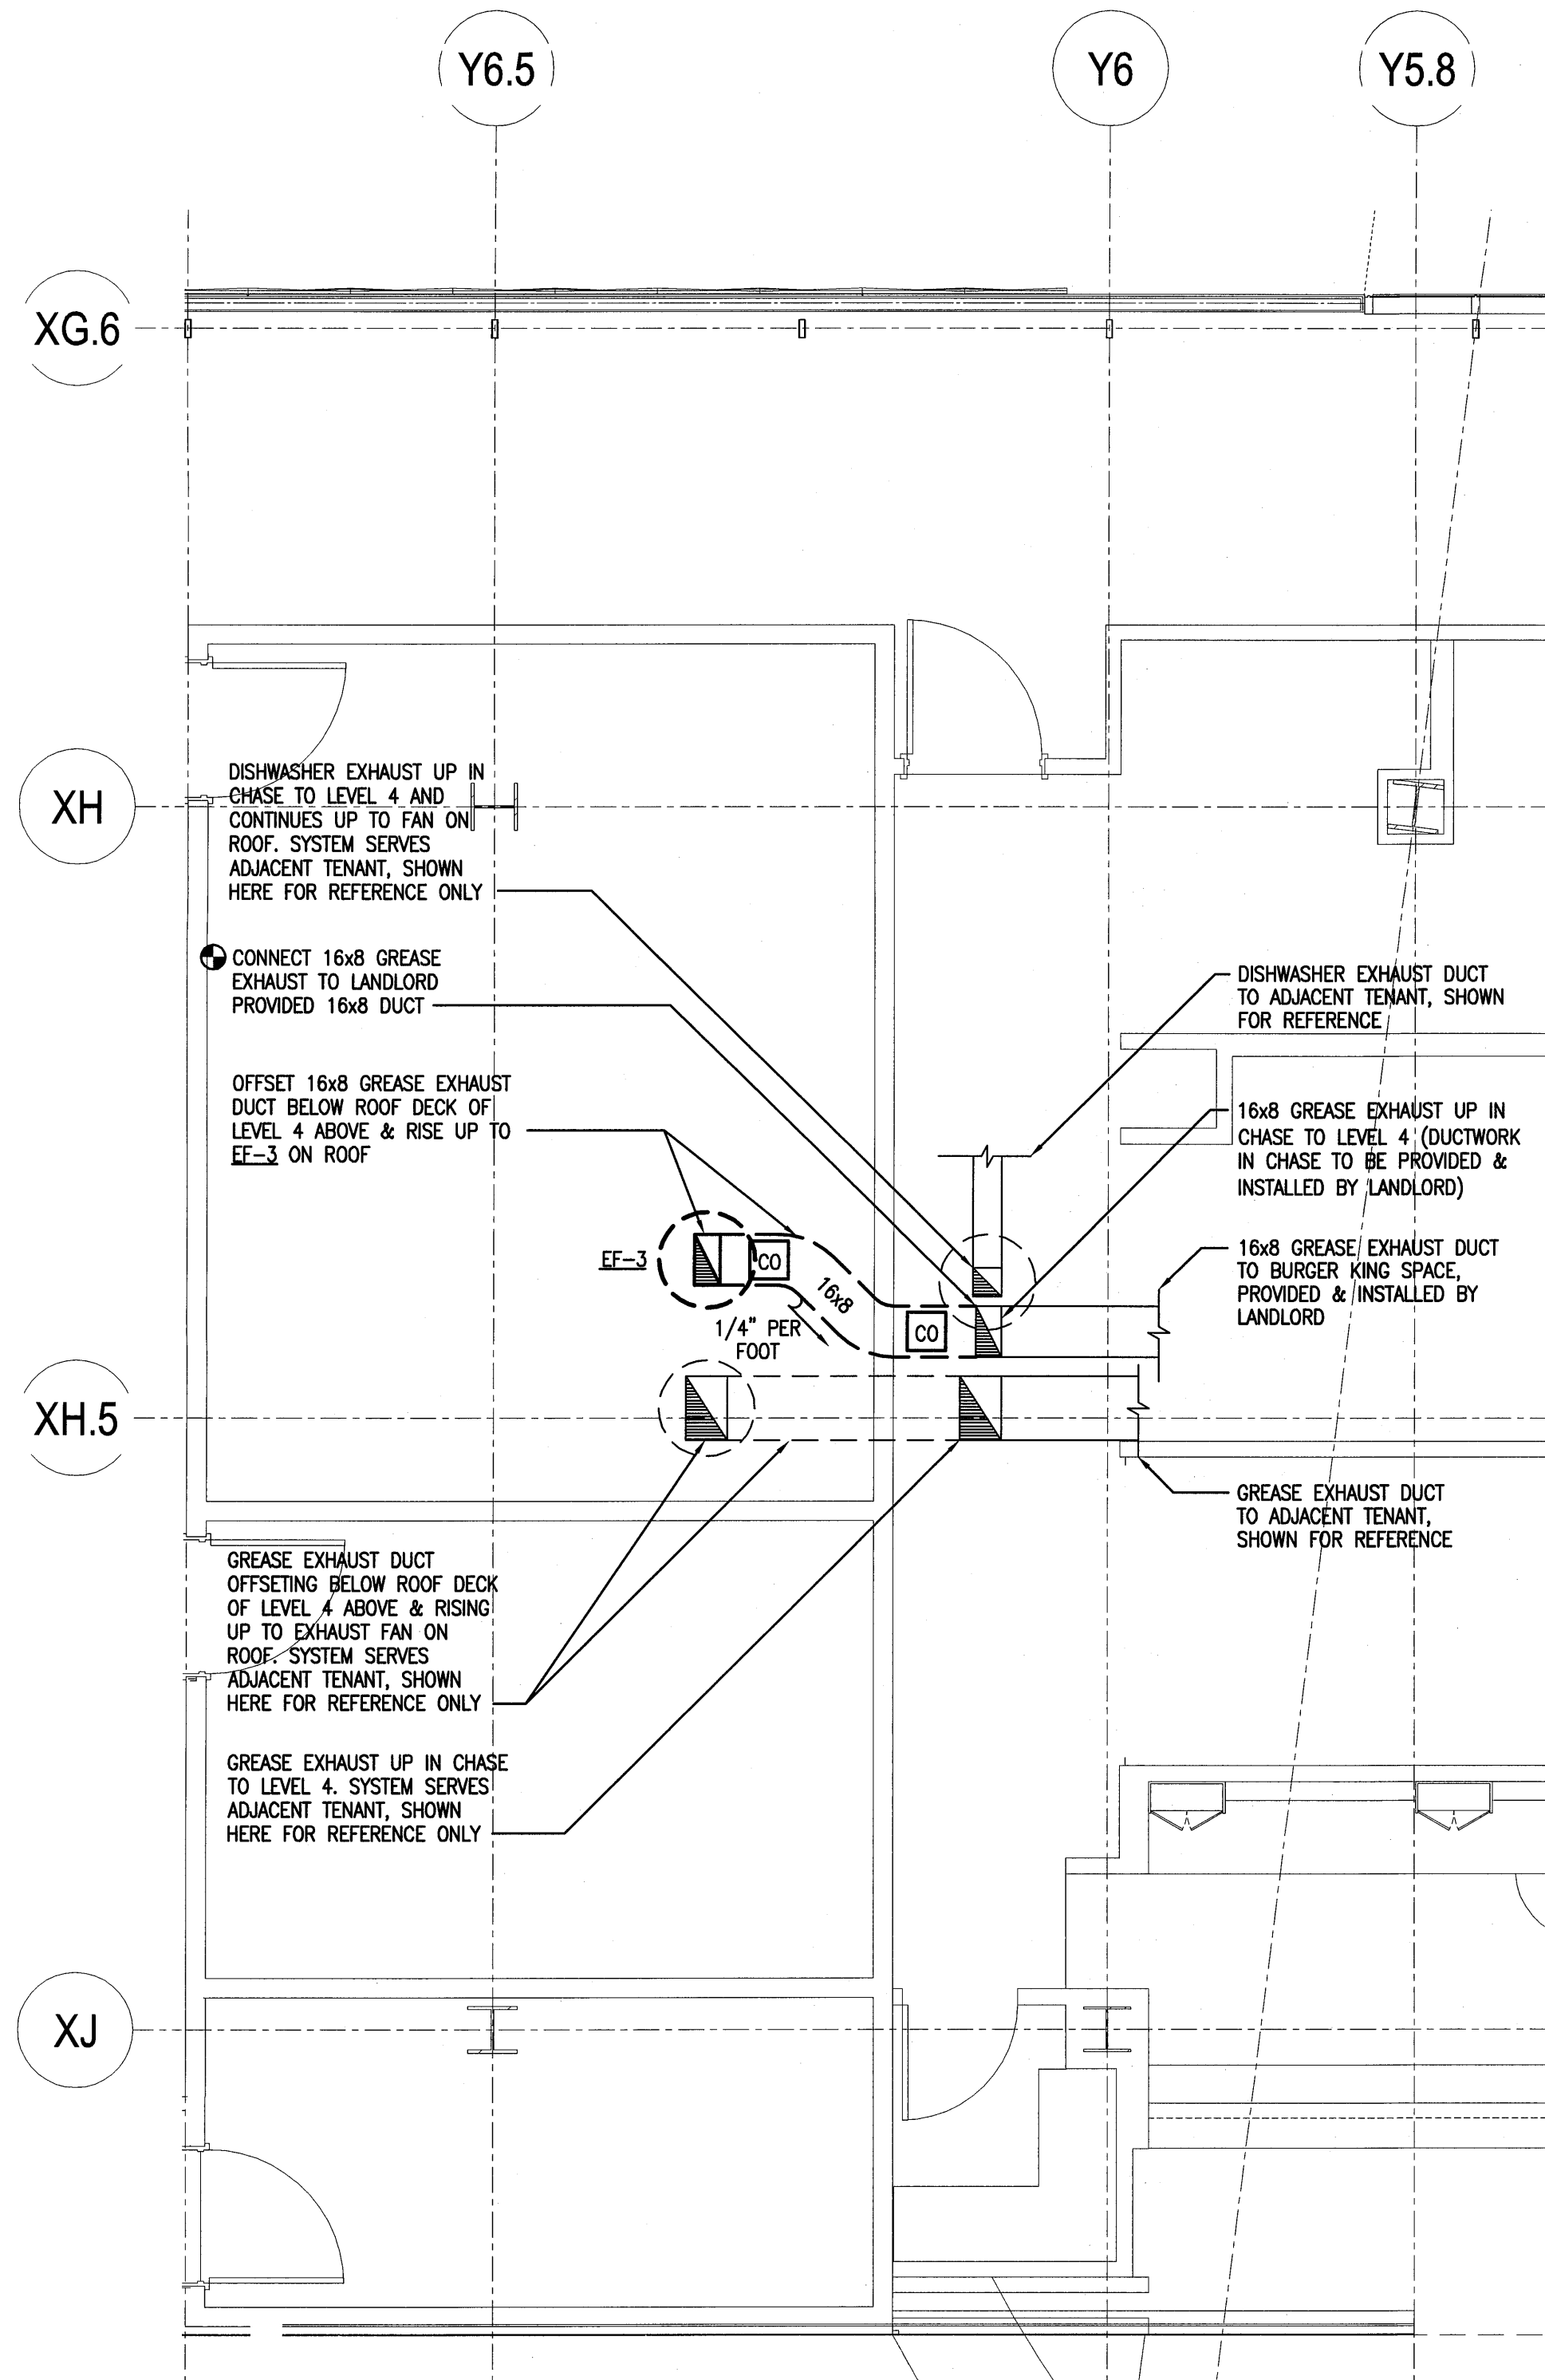 Y6.5
Y6
Y5.8
XG.6
XH
DISHWASHER EXHAUST UP IN
CHASE TO LEVEL 4 AND
CONTINUES UP TO FAN ON
ROOF. SYSTEM SERVES
ADJACENT TENANT, SHOWN
HERE FOR REFERENCE ONLY
CONNECT 16x8 GREASE
EXHAUST TO LANDLORD
PROVIDED 16x8 DUCT
OFFSET 16x8 GREASE EXHAUST
DUCT BELOW ROOF DECK OF
LEVEL 4 ABOVE & RISE UP TO
EF-3 ON ROOF
DISHWASHER EXHAUST DUCT
TO ADJACENT TENANT, SHOWN
FOR REFERENCE
16x8 GREASE EXHAUST UP IN
CHASE TO LEVEL 4 (DUCTWORK
IN CHASE TO BE PROVIDED &
INSTALLED BY LANDLORD)
16x8 GREASE EXHAUST DUCT
TO BURGER KING SPACE,
PROVIDED & INSTALLED BY
LANDLORD
EF-3
CO
16x8
CO
1/4" PER
FOOT
XH.5
GREASE EXHAUST DUCT
TO ADJACENT TENANT,
SHOWN FOR REFERENCE
GREASE EXHAUST DUCT
OFFSETING BELOW ROOF DECK
OF LEVEL 4 ABOVE & RISING
UP TO EXHAUST FAN ON
ROOF. SYSTEM SERVES
ADJACENT TENANT, SHOWN
HERE FOR REFERENCE ONLY
GREASE EXHAUST UP IN CHASE
TO LEVEL 4. SYSTEM SERVES
ADJACENT TENANT, SHOWN
HERE FOR REFERENCE ONLY
XJ